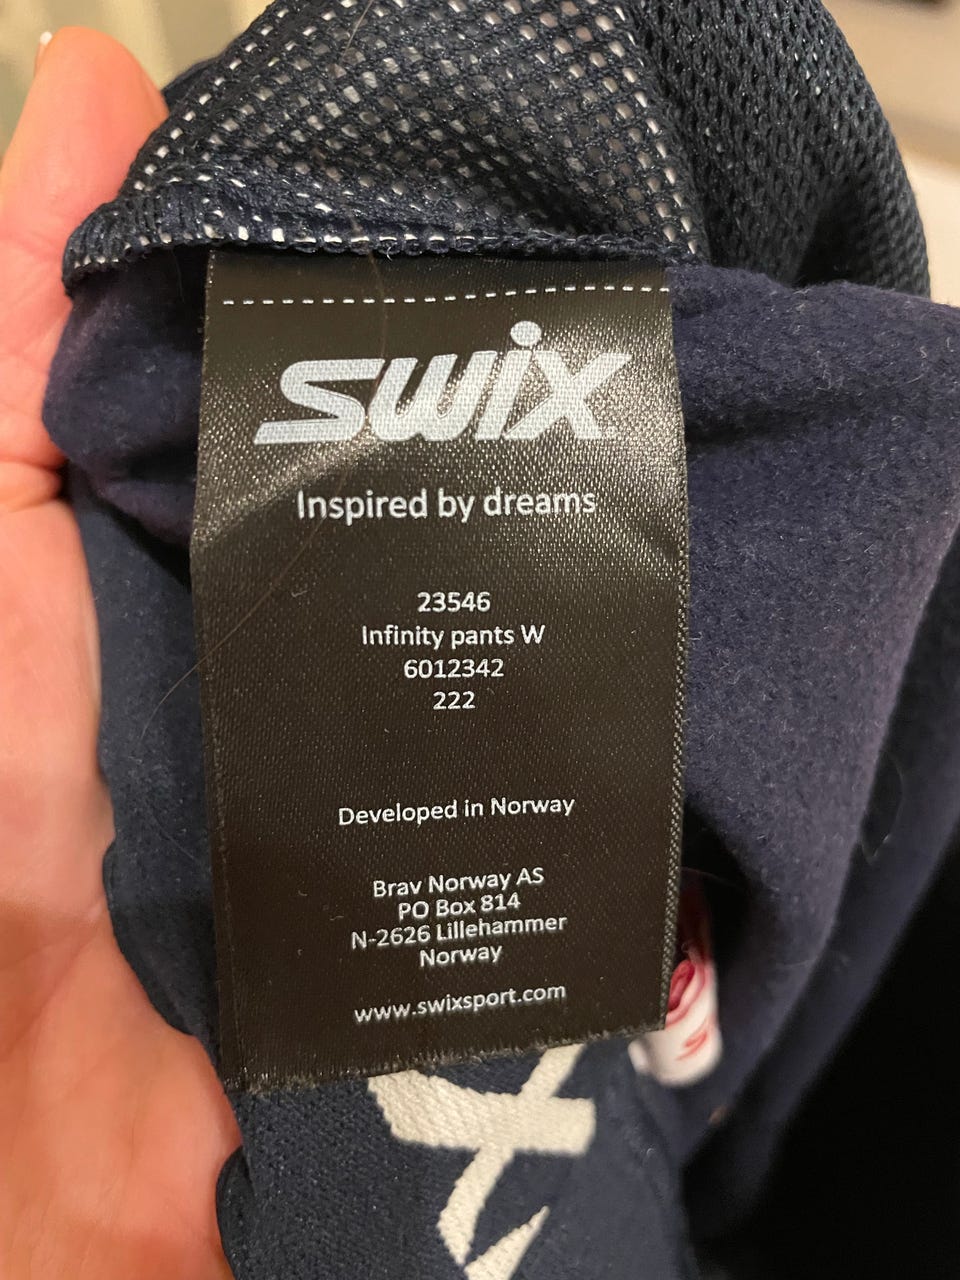 swix
Inspired by dreams
23546
Infinity pants W
6012342
222
Developed in Norway
Brav Norway AS
PO Box 814
N-2626 Lillehammer
Norway
www.swixsport.com